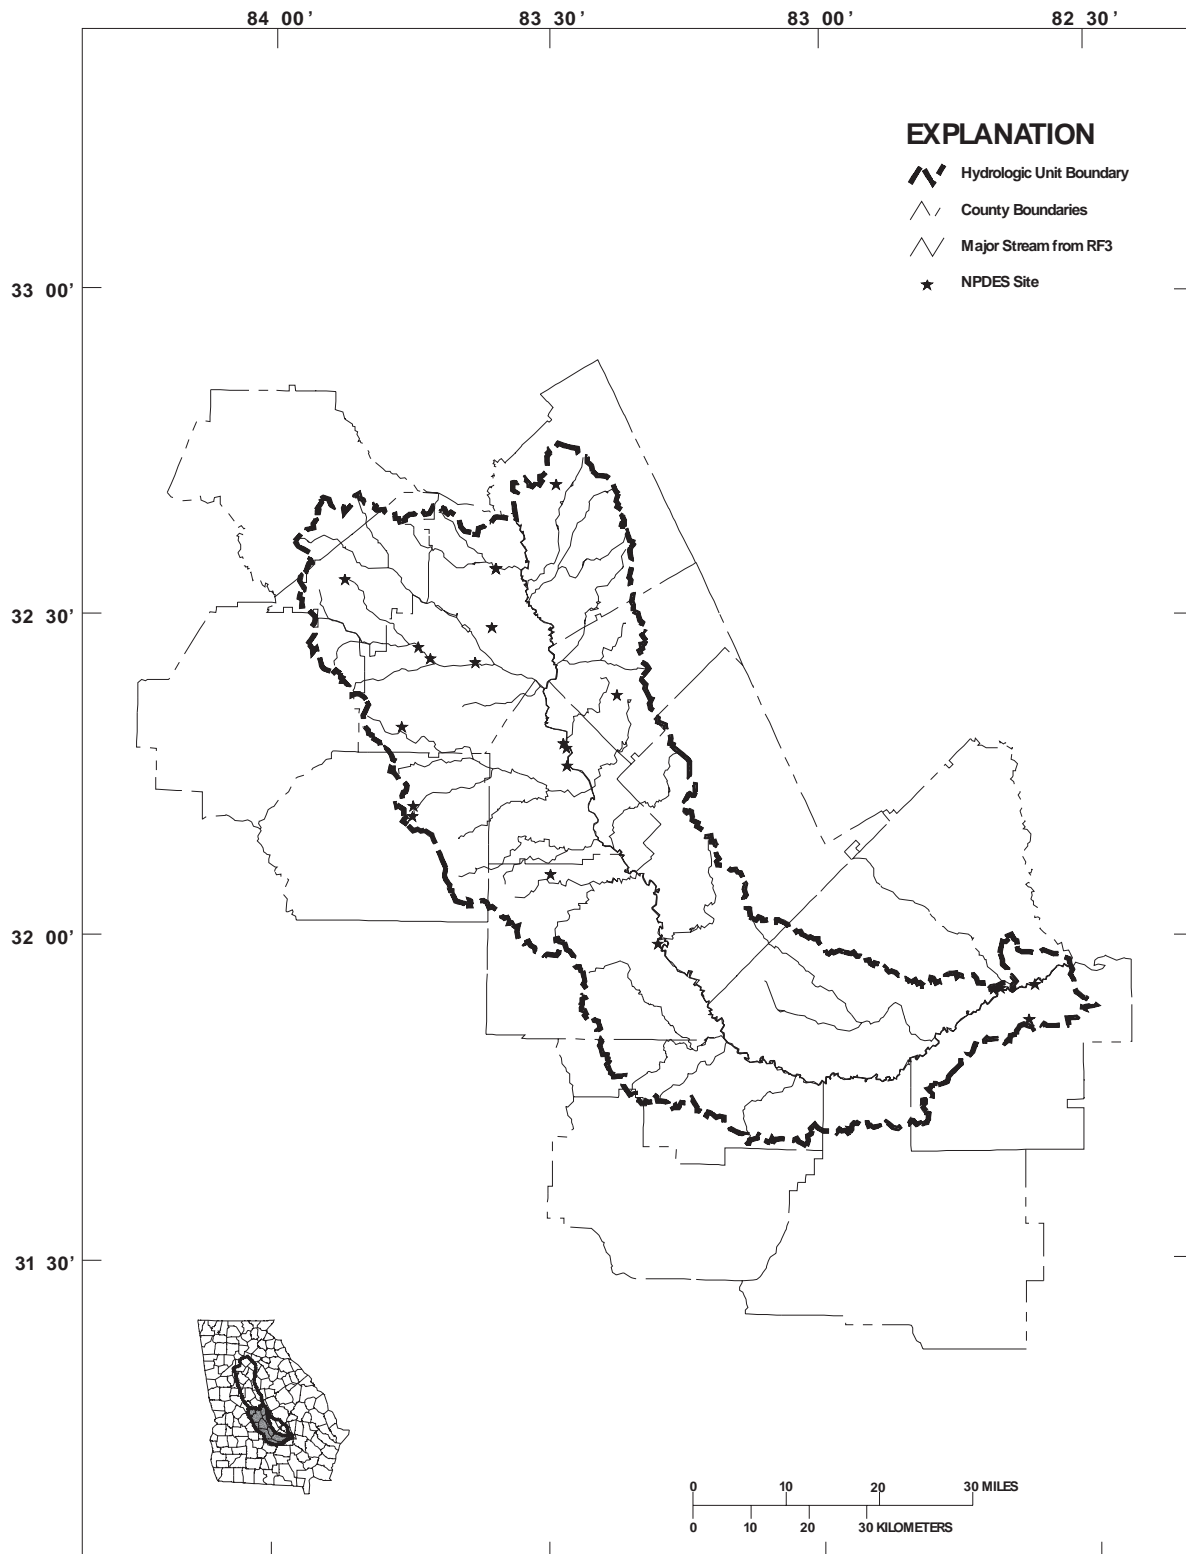 84 00 ' 83 30 ' 83 00 ' 82 30 '
EXPLANATION
Hydrologic Unit Boundary
County Boundaries
Major Stream from RF3
NPDES Site
33 00'
32 30'
32 00'
31 30'
0 10 20 30 MILES
0 10 20 30 KILOMETERS